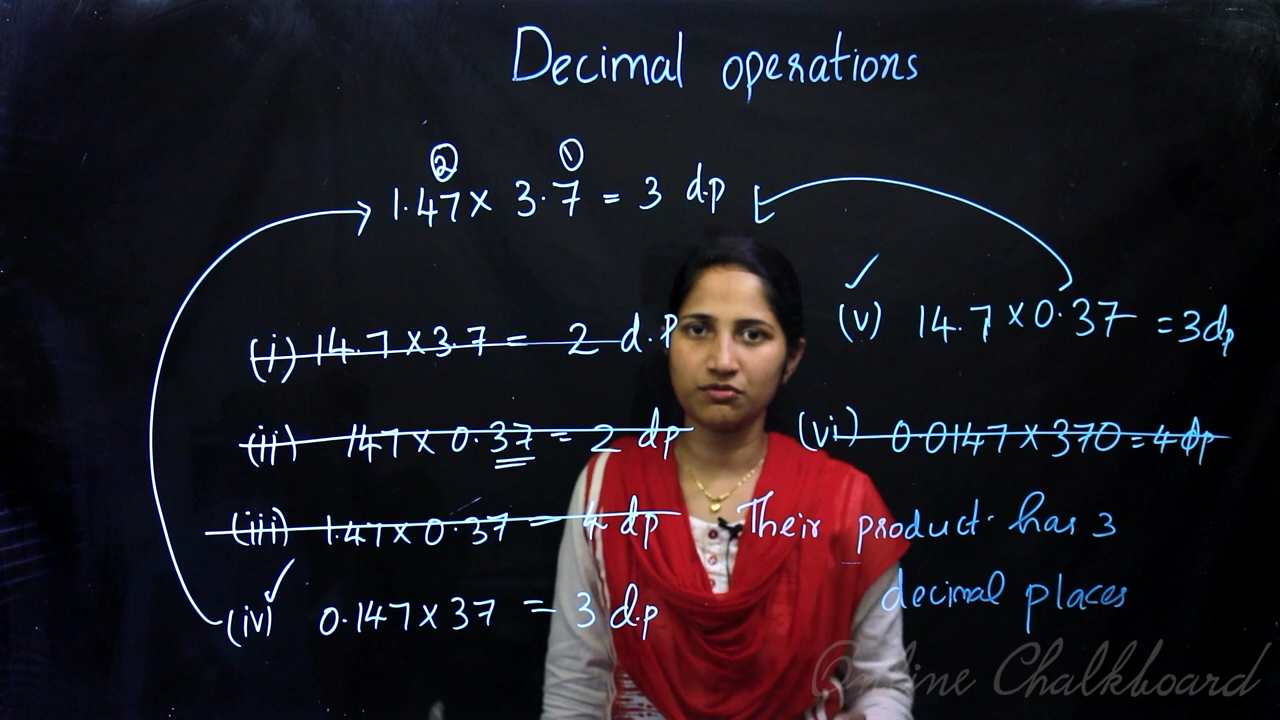 Decimal operations
② ①
1.47 × 3.7 = 3 d.p
(i) 14.7 × 3.7 = 2 d.p
(ii) 147 × 0.37 = 2 dp
(iii) 1.47 × 0.37 = 4 dp
(iv) 0.147 × 37 = 3 d.p
(v) 14.7 × 0.37 = 3dp
(vi) 0.0147 × 370 = 4 dp
Their product has 3
decimal places
Online Chalkboard